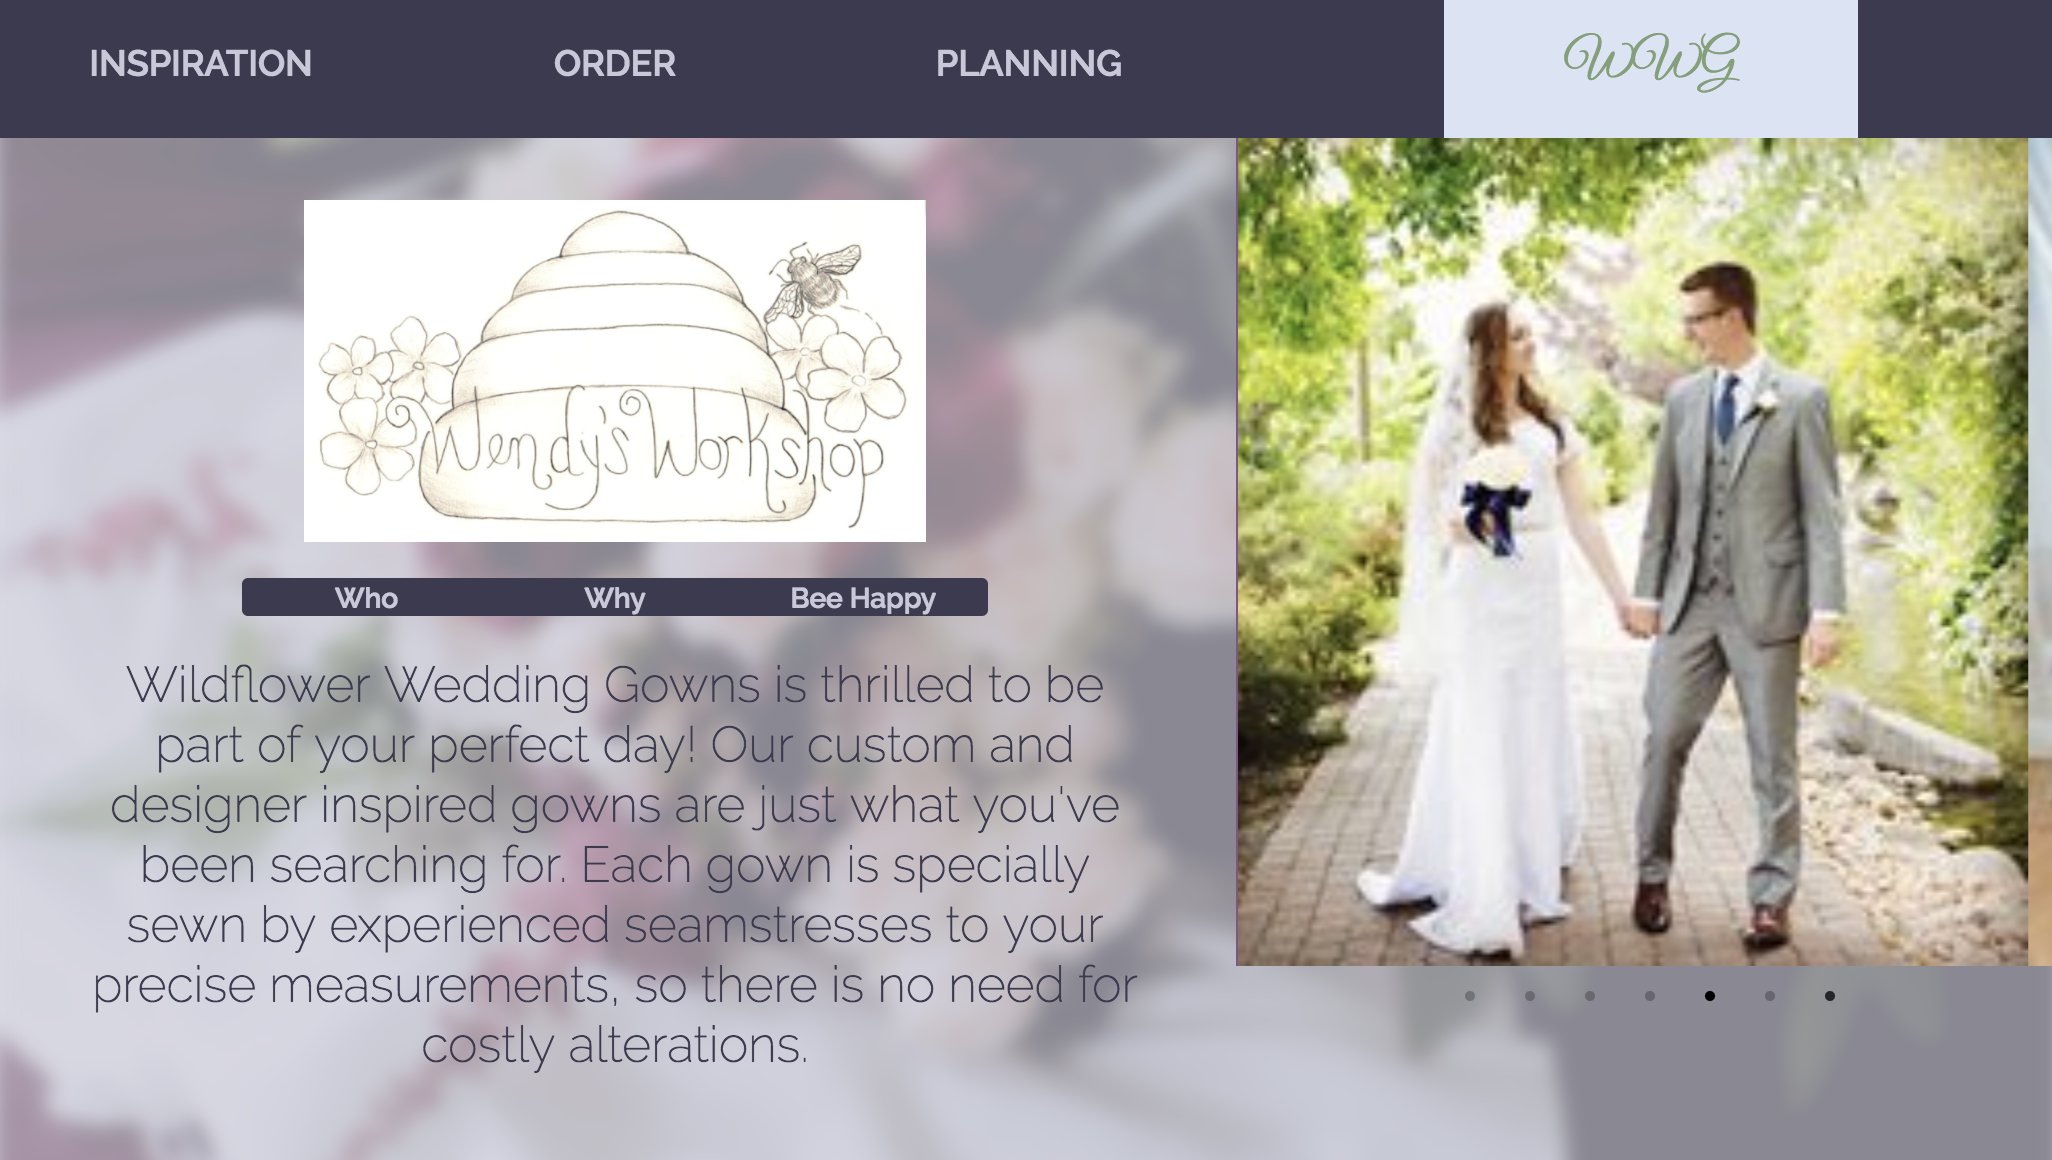 INSPIRATION ORDER PLANNING WWG
Wendy's Workshop
Who Why Bee Happy
Wildflower Wedding Gowns is thrilled to be
part of your perfect day! Our custom and
designer inspired gowns are just what you've
been searching for. Each gown is specially
sewn by experienced seamstresses to your
precise measurements, so there is no need for
costly alterations.